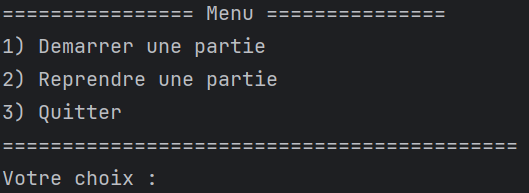 ================ Menu ===============
1) Demarrer une partie
2) Reprendre une partie
3) Quitter
===========================================
Votre choix :